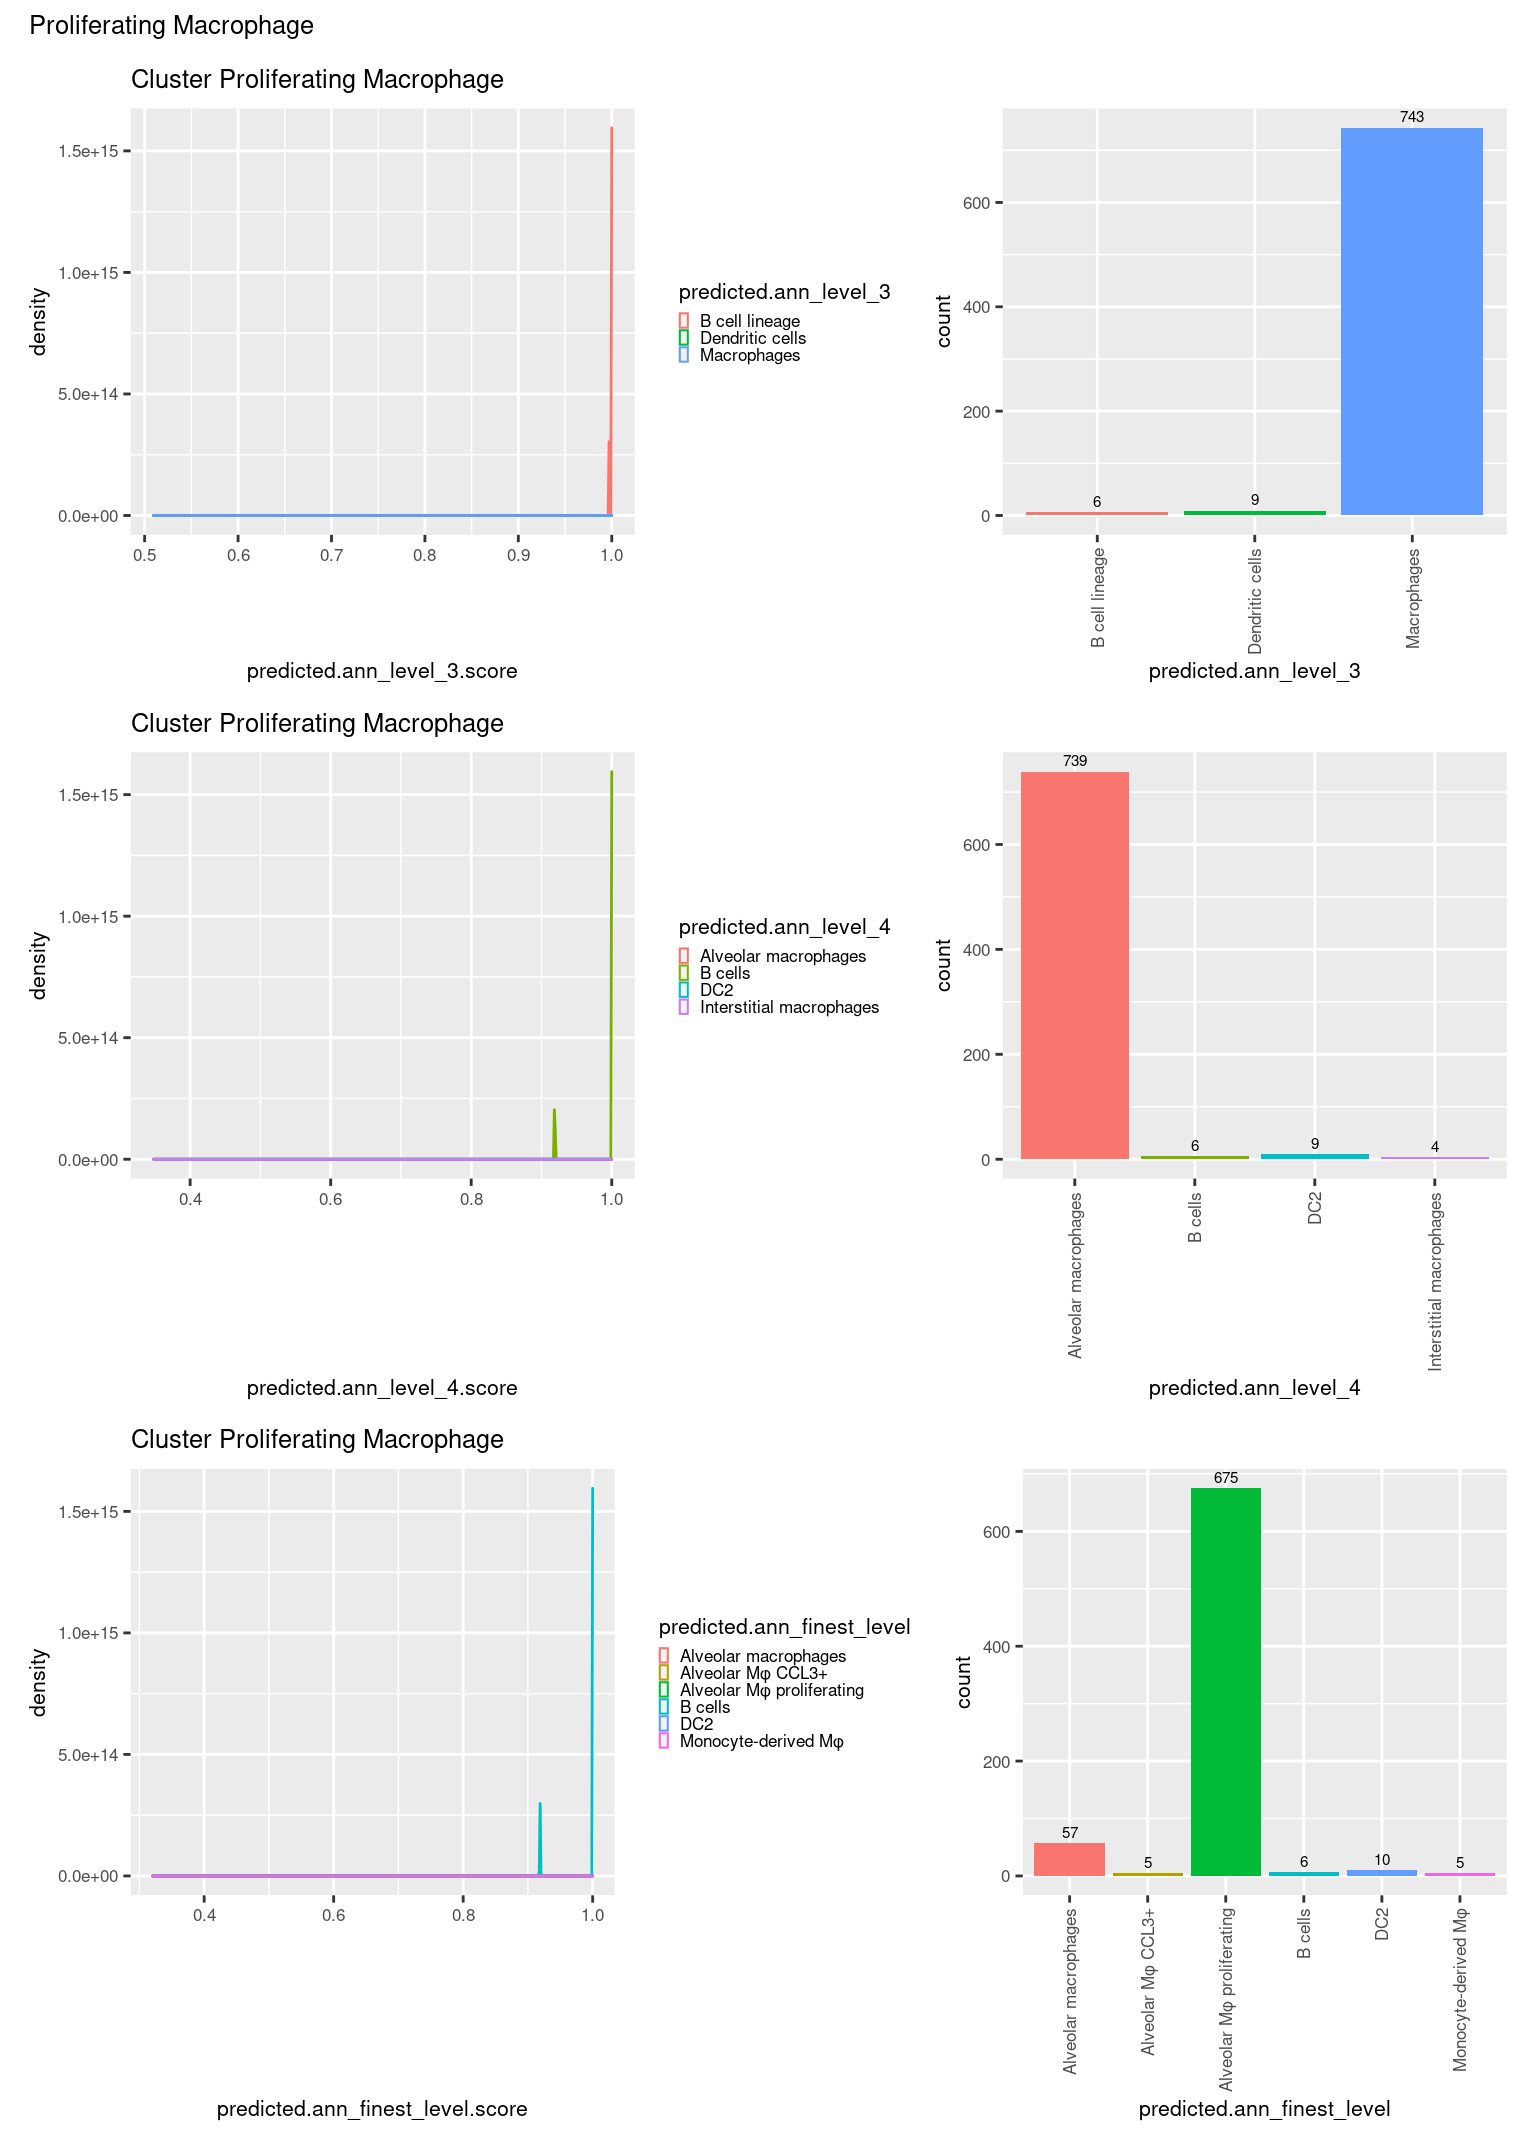 Proliferating Macrophage
Cluster Proliferating Macrophage
1.5e+15
1.0e+15
5.0e+14
0.0e+00
density
0.5 0.6 0.7 0.8 0.9 1.0
predicted.ann_level_3.score
predicted.ann_level_3
B cell lineage
Dendritic cells
Macrophages
743
6
9
600
400
200
0
count
B cell lineage
Dendritic cells
Macrophages
predicted.ann_level_3
Cluster Proliferating Macrophage
1.5e+15
1.0e+15
5.0e+14
0.0e+00
density
0.4 0.6 0.8 1.0
predicted.ann_level_4.score
predicted.ann_level_4
Alveolar macrophages
B cells
DC2
Interstitial macrophages
739
6
9
4
600
400
200
0
count
Alveolar macrophages
B cells
DC2
Interstitial macrophages
predicted.ann_level_4
Cluster Proliferating Macrophage
1.5e+15
1.0e+15
5.0e+14
0.0e+00
density
0.4 0.6 0.8 1.0
predicted.ann_finest_level.score
predicted.ann_finest_level
Alveolar macrophages
Alveolar Mφ CCL3+
Alveolar Mφ proliferating
B cells
DC2
Monocyte-derived Mφ
57
5
675
6
10
5
600
400
200
0
count
Alveolar macrophages
Alveolar Mφ CCL3+
Alveolar Mφ proliferating
B cells
DC2
Monocyte-derived Mφ
predicted.ann_finest_level